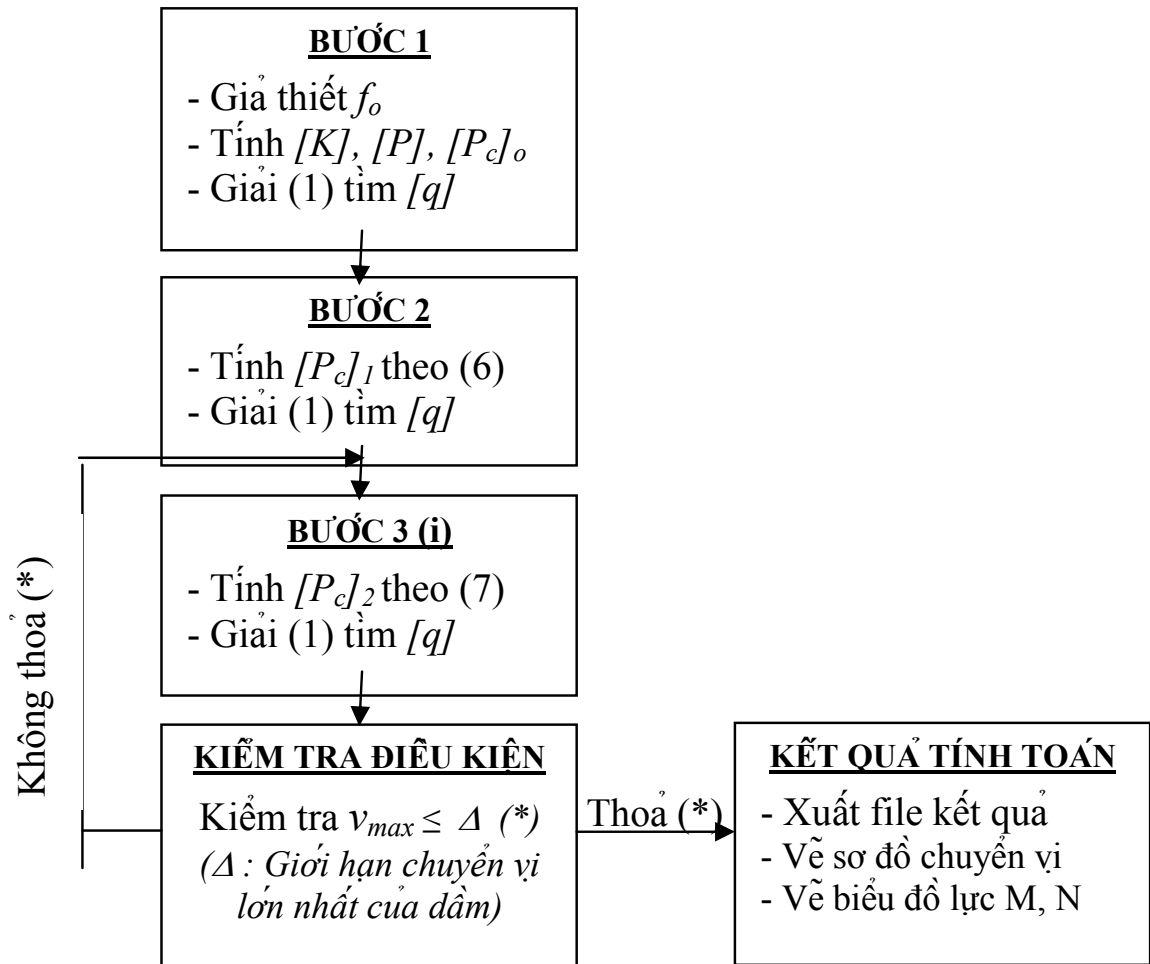 BƯỚC 1
- Giả thiết fo
- Tính [K], [P], [Pc]o
- Giải (1) tìm [q]
BƯỚC 2
- Tính [Pc]1 theo (6)
- Giải (1) tìm [q]
BƯỚC 3 (i)
- Tính [Pc]2 theo (7)
- Giải (1) tìm [q]
Không thoả (*)
KIỂM TRA ĐIỀU KIỆN
Kiểm tra vmax ≤ Δ (*)
(Δ : Giới hạn chuyển vị
lớn nhất của dầm)
Thoả (*)
KẾT QUẢ TÍNH TOÁN
- Xuất file kết quả
- Vẽ sơ đồ chuyển vị
- Vẽ biểu đồ lực M, N